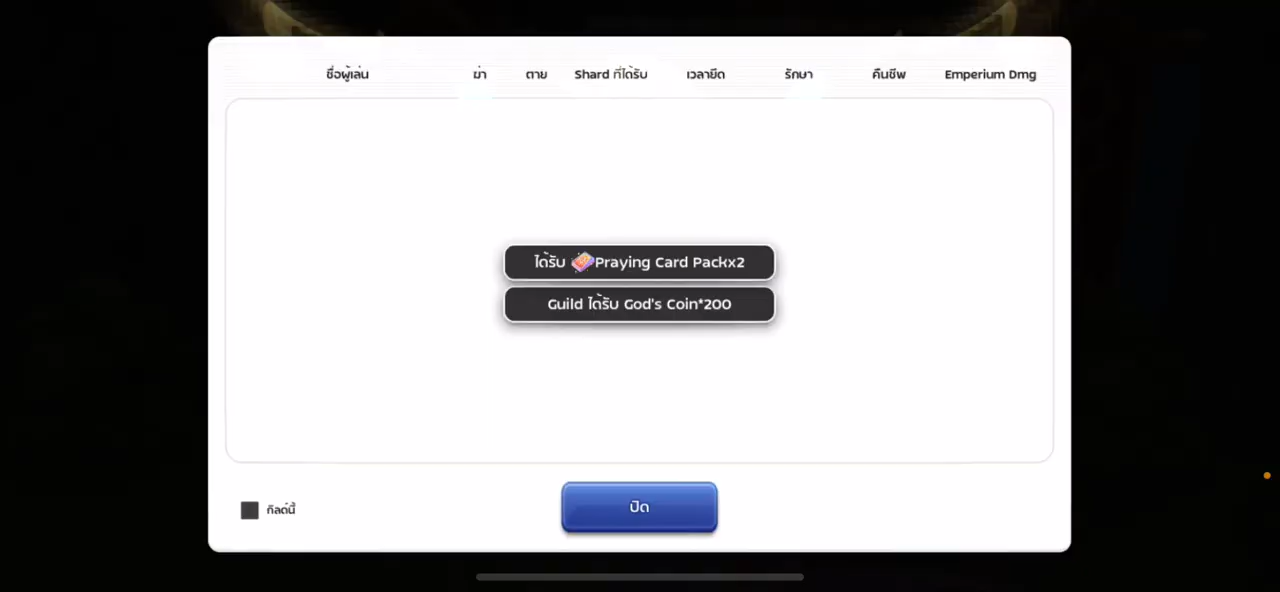 ชื่อผู้เล่น ฆ่า ตาย Shard ที่ได้รับ เวลายึด รักษา คืนชีพ Emperium Dmg
ได้รับ Praying Card Packx2
Guild ได้รับ God's Coin*200
กิลด์นี้
ปิด